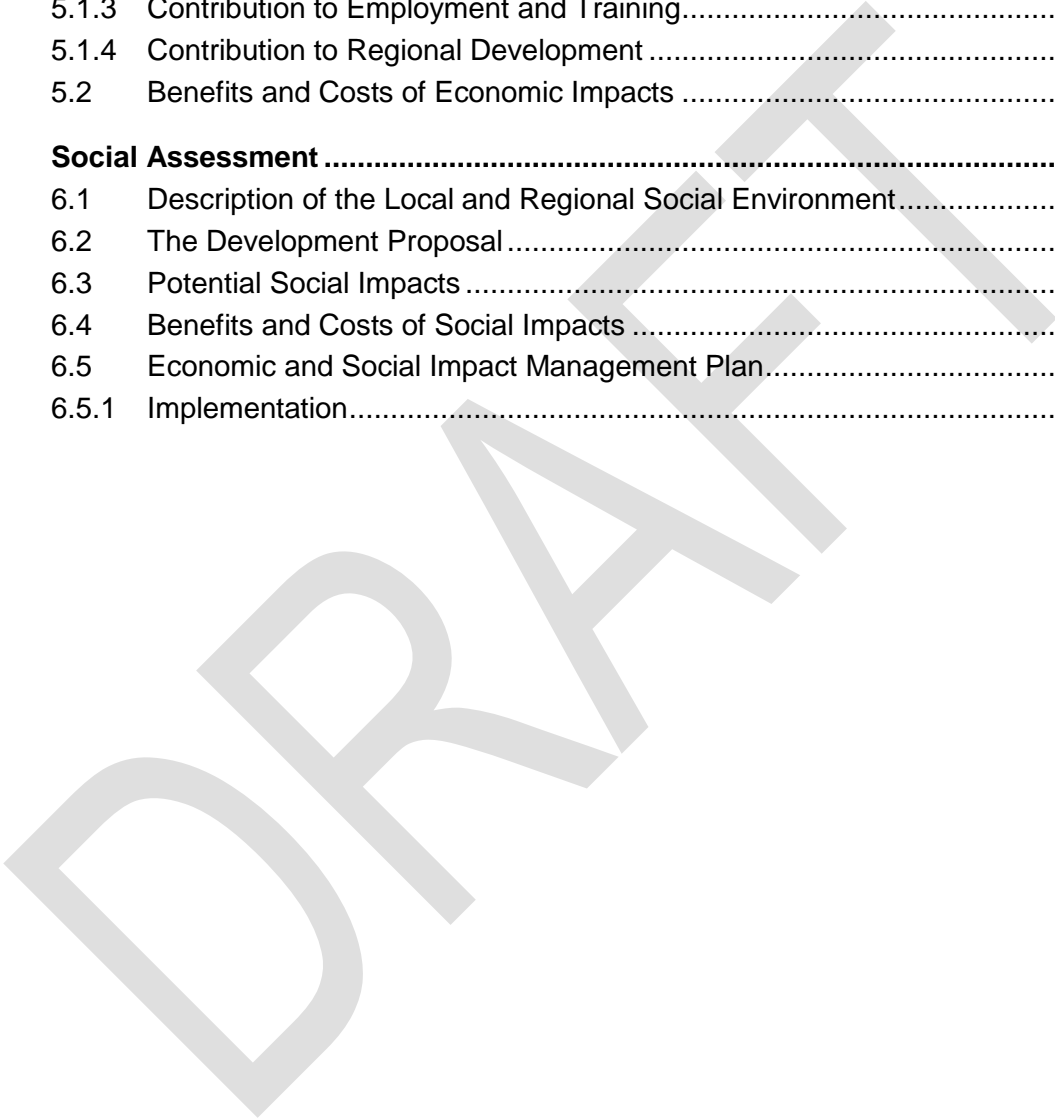 5.1.3 Contribution to Employment and Training....................................................
5.1.4 Contribution to Regional Development ....................................................
5.2 Benefits and Costs of Economic Impacts ....................................................
Social Assessment ....................................................
6.1 Description of the Local and Regional Social Environment...................
6.2 The Development Proposal ....................................................
6.3 Potential Social Impacts ....................................................
6.4 Benefits and Costs of Social Impacts ....................................................
6.5 Economic and Social Impact Management Plan...................................
6.5.1 Implementation....................................................
DRAFT